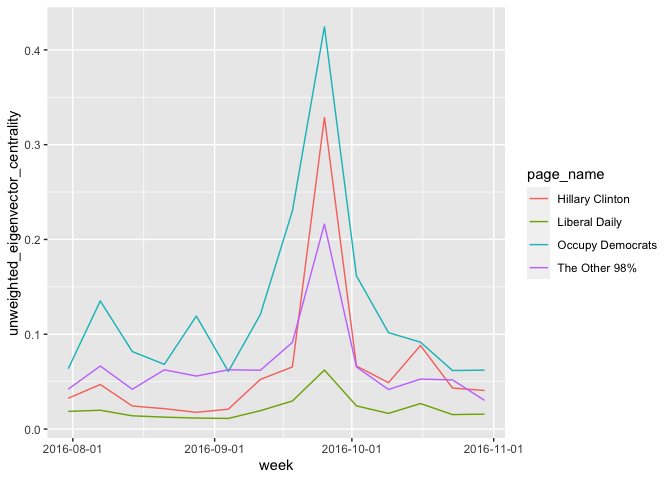 0.4
0.3
0.2
0.1
0.0
unweighted_eigenvector_centrality
2016-08-01 2016-09-01 2016-10-01 2016-11-01
week
page_name
Hillary Clinton
Liberal Daily
Occupy Democrats
The Other 98%